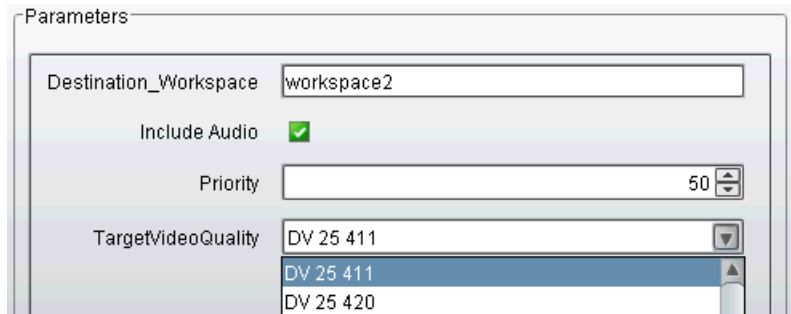 Parameters
Destination_Workspace workspace2
Include Audio
Priority 50
TargetVideoQuality DV 25 411
DV 25 411
DV 25 420